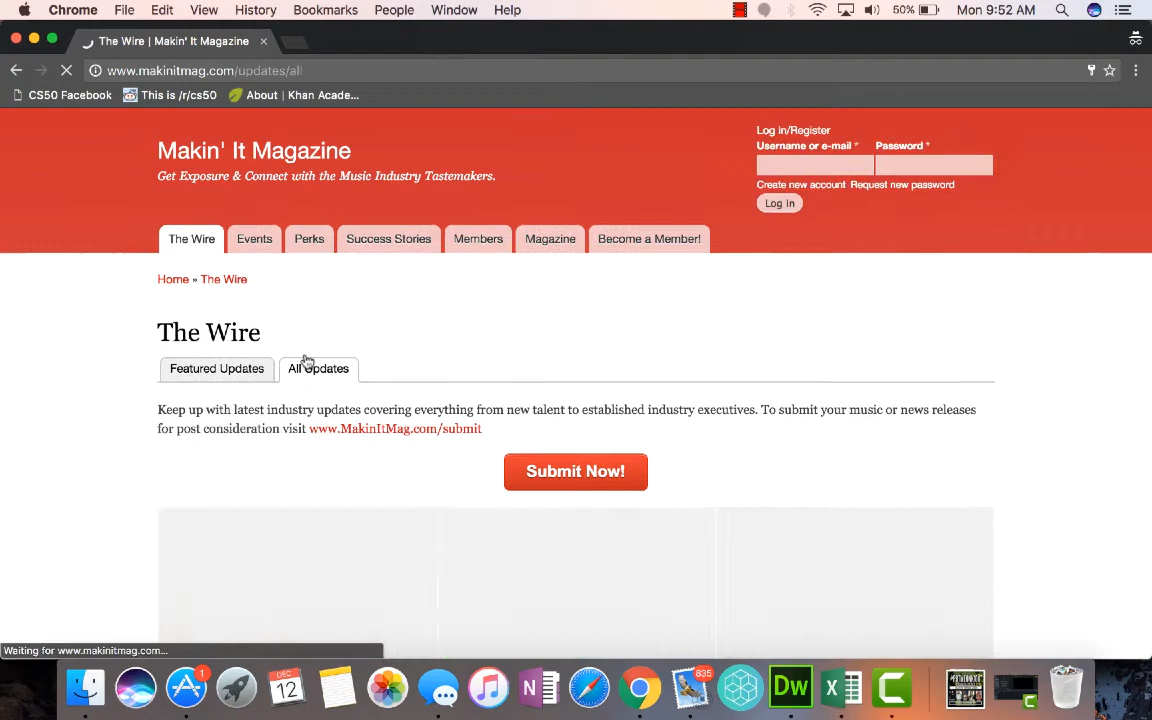 Chrome File Edit View History Bookmarks People Window Help 50% Mon 9:52 AM
The Wire | Makin' It Magazine
www.makinitmag.com/updates/all
CS50 Facebook This is /r/cs50 About | Khan Acade...
Log in/Register
Makin' It Magazine
Username or e-mail * Password *
Get Exposure & Connect with the Music Industry Tastemakers.
Create new account Request new password
Log in
The Wire Events Perks Success Stories Members Magazine Become a Member!
Home » The Wire
The Wire
Featured Updates All Updates
Keep up with latest industry updates covering everything from new talent to established industry executives. To submit your music or news releases
for post consideration visit www.MakinItMag.com/submit
Submit Now!
Waiting for www.makinitmag.com...
1
DEC
12
N
835
Dw
X
C